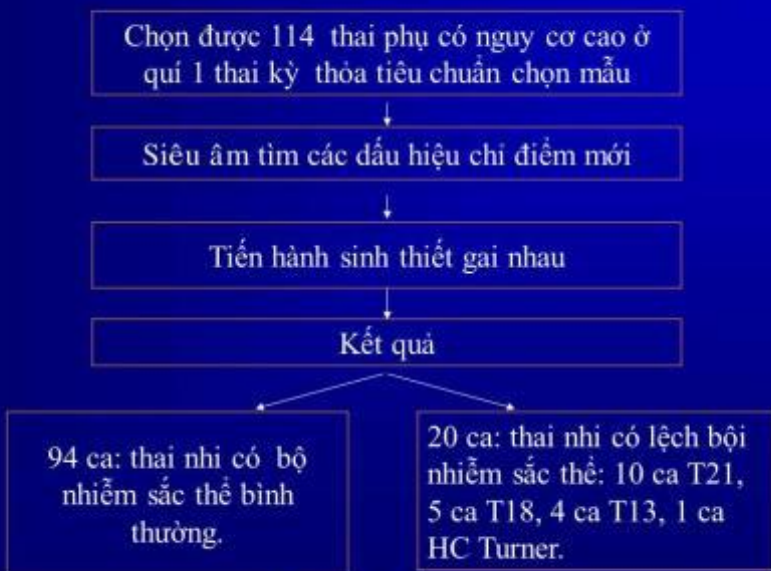 Chọn được 114 thai phụ có nguy cơ cao ở
quí 1 thai kỳ thỏa tiêu chuẩn chọn mẫu
Siêu âm tìm các dấu hiệu chỉ điểm mới
Tiến hành sinh thiết gai nhau
Kết quả
94 ca: thai nhi có bộ
nhiễm sắc thể bình
thường.
20 ca: thai nhi có lệch bội
nhiễm sắc thể: 10 ca T21,
5 ca T18, 4 ca T13, 1 ca
HC Turner.